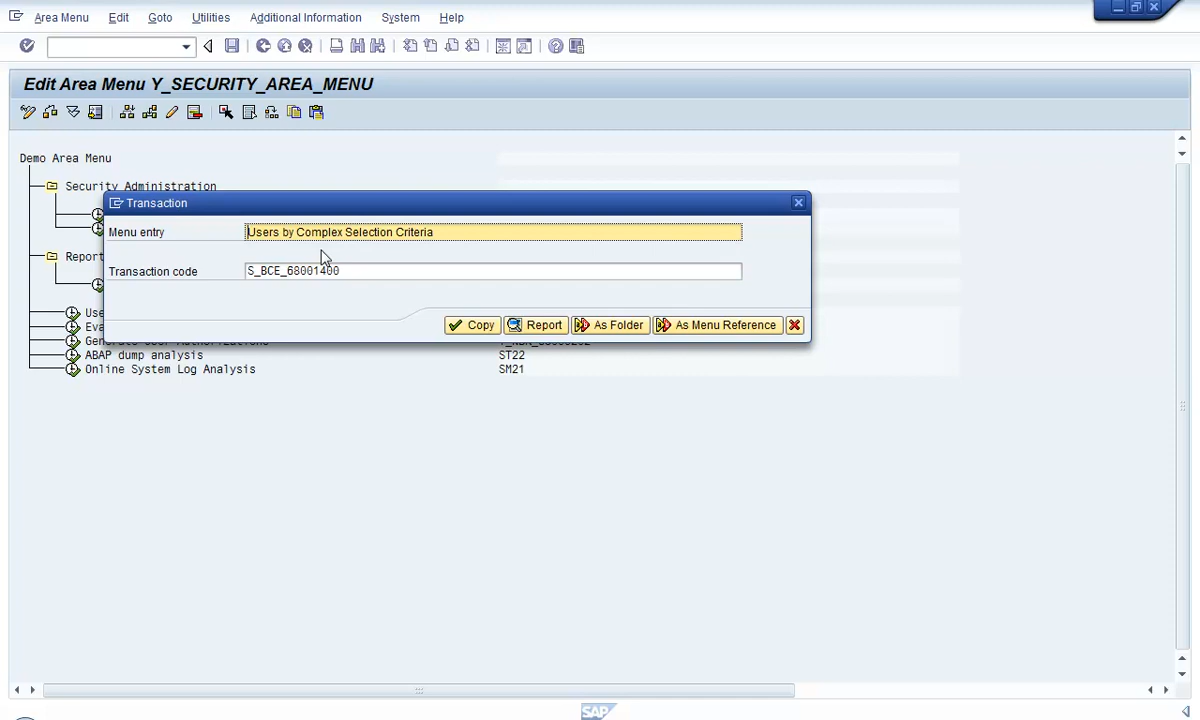 Area Menu Edit Goto Utilities Additional Information System Help
Edit Area Menu Y_SECURITY_AREA_MENU
Demo Area Menu
Security Administration
Transaction
Menu entry Users by Complex Selection Criteria
Transaction code S_BCE_68001400
Copy Report As Folder As Menu Reference
ABAP dump analysis ST22
Online System Log Analysis SM21
SAP